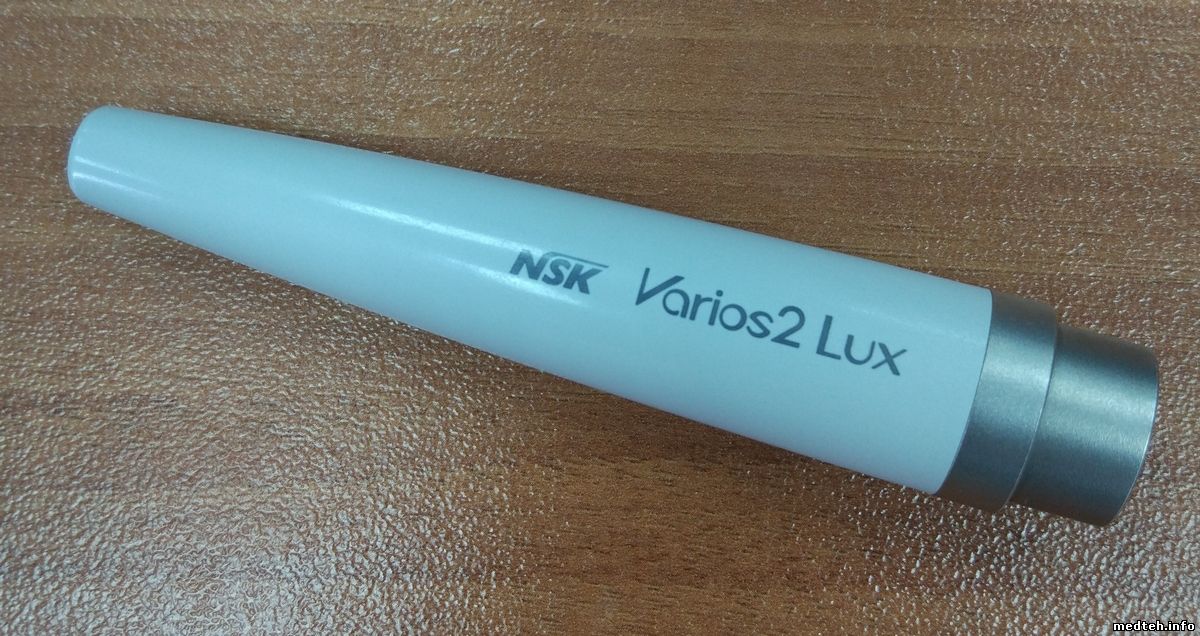 NSK Varios2 Lux
medteh.info